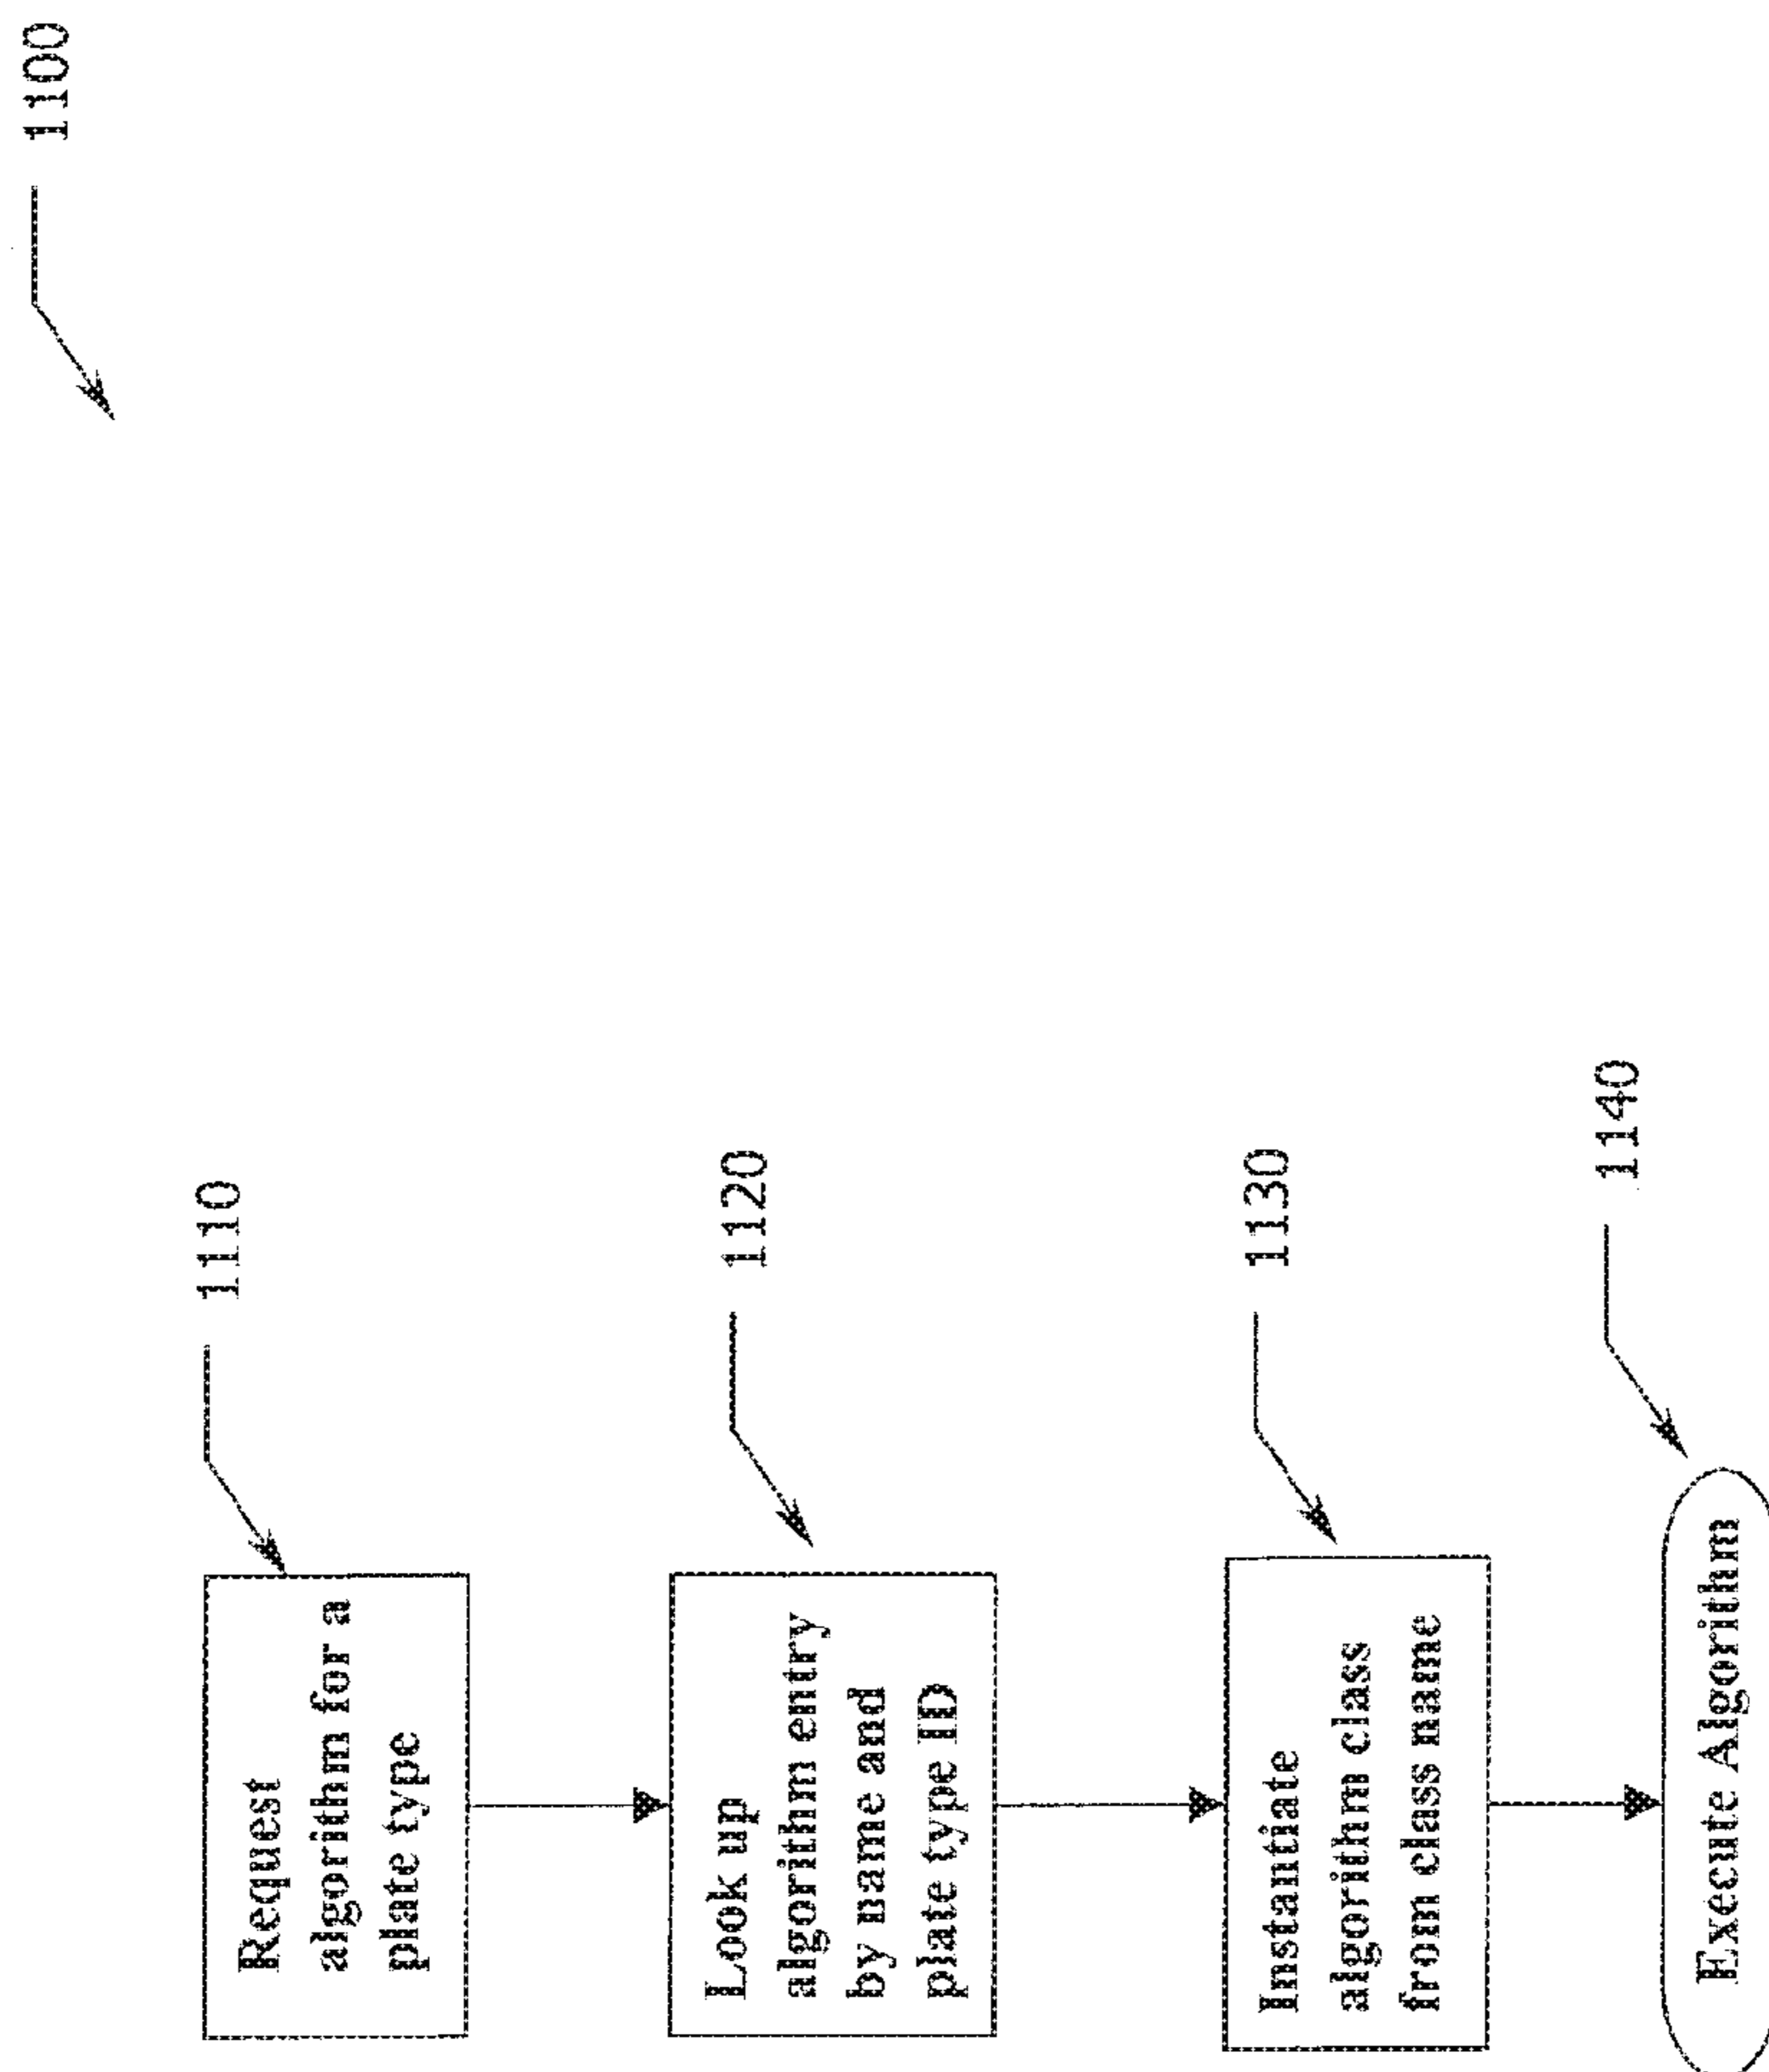 1100
1110
Request
algorithm for a
plate type
1120
Look up
algorithm entry
by name and
plate type ID
1130
Instantiate
algorithm class
from class name
1140
Execute Algorithm